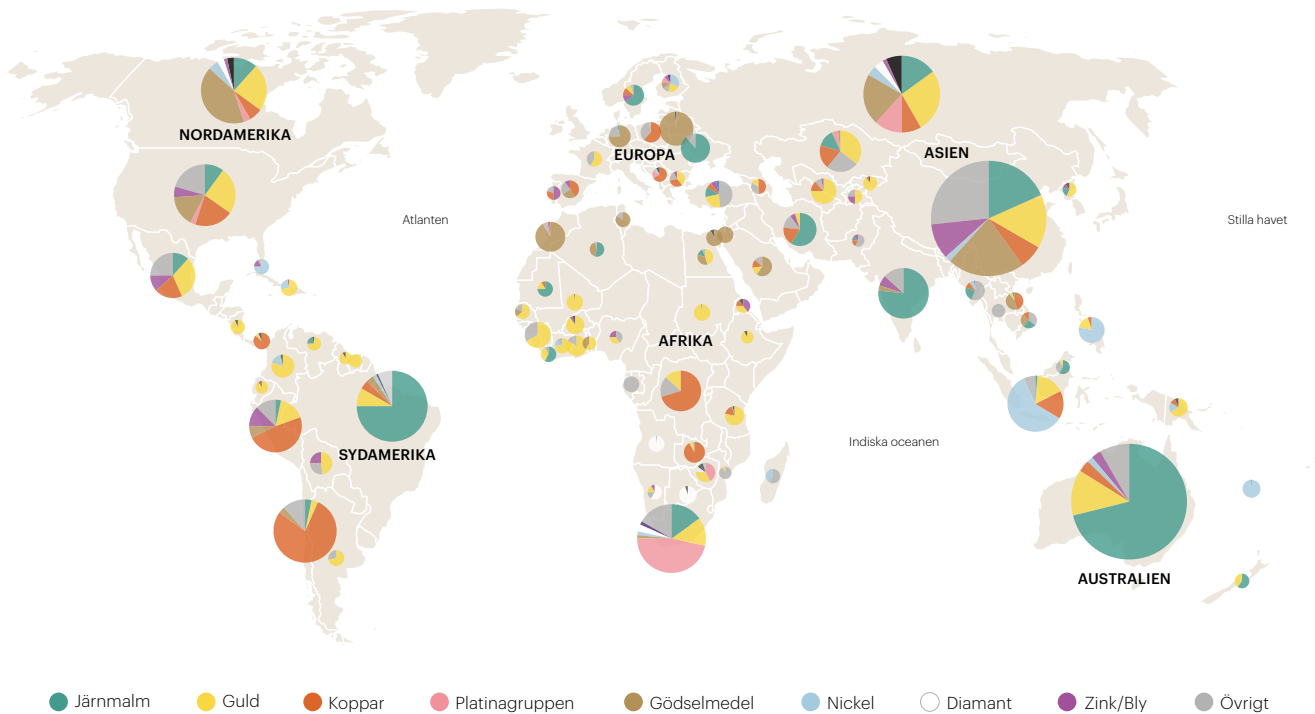 NORDAMERIKA
EUROPA
ASIEN
Atlanten
Stilla havet
AFRIKA
Indiska oceanen
SYDAMERIKA
AUSTRALIEN
Järnmalm
Guld
Koppar
Platinagruppen
Gödselmedel
Nickel
Diamant
Zink/Bly
Övrigt